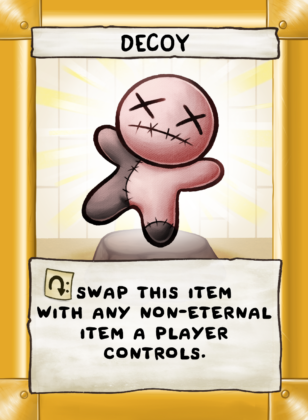 DECOY
: SWAP THIS ITEM
WITH ANY NON-ETERNAL
ITEM A PLAYER
CONTROLS.